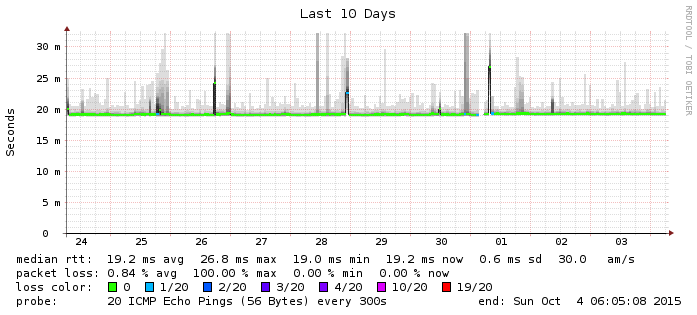 Last 10 Days
RRDTOOL / TOBI OETIKER
Seconds
30 m
25 m
20 m
15 m
10 m
5 m
0
24 25 26 27 28 29 30 01 02 03
median rtt: 19.2 ms avg 26.8 ms max 19.0 ms min 19.2 ms now 0.6 ms sd 30.0 am/s
packet loss: 0.84 % avg 100.00 % max 0.00 % min 0.00 % now
loss color: 0 1/20 2/20 3/20 4/20 10/20 19/20
probe: 20 ICMP Echo Pings (56 Bytes) every 300s end: Sun Oct 4 06:05:08 2015